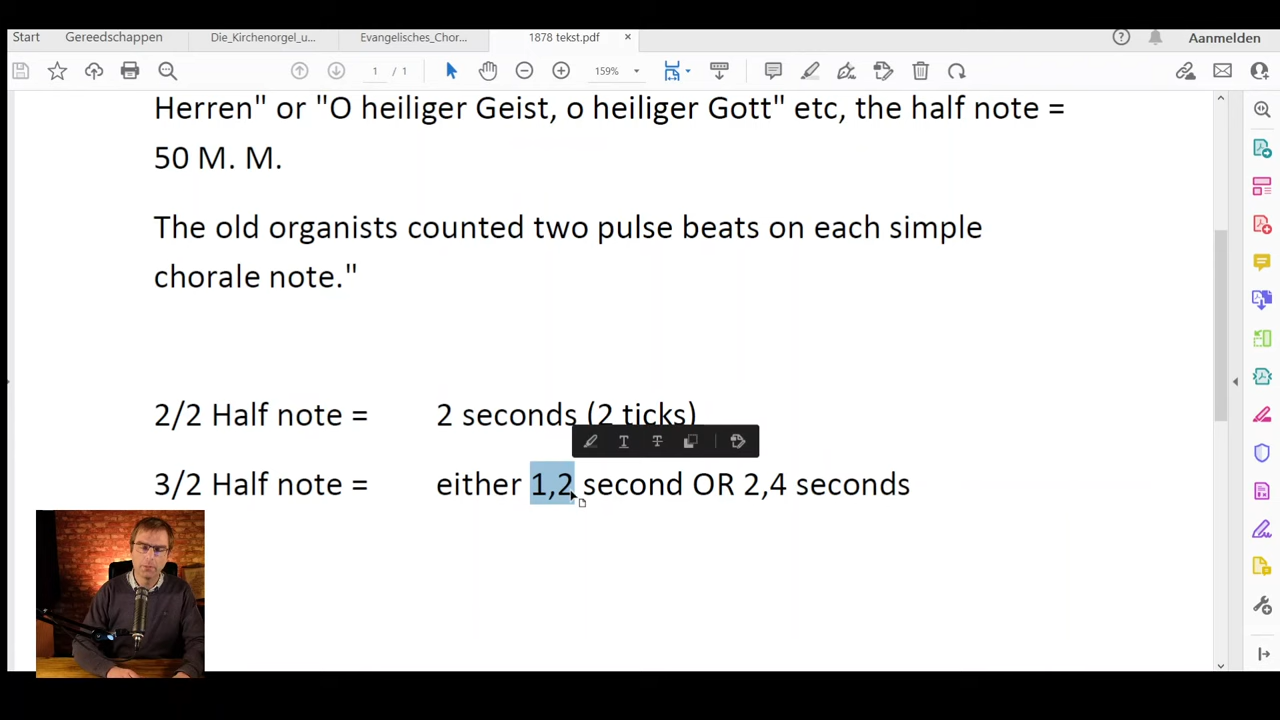 Start Gereedschappen Die_Kirchenorgel_u... Evangelisches_Chor... 1878 tekst.pdf × Aanmelden
1 / 1 159%
Herren" or "O heiliger Geist, o heiliger Gott" etc, the half note =
50 M. M.
The old organists counted two pulse beats on each simple
chorale note."
2/2 Half note = 2 seconds (2 ticks)
3/2 Half note = either 1,2 second OR 2,4 seconds